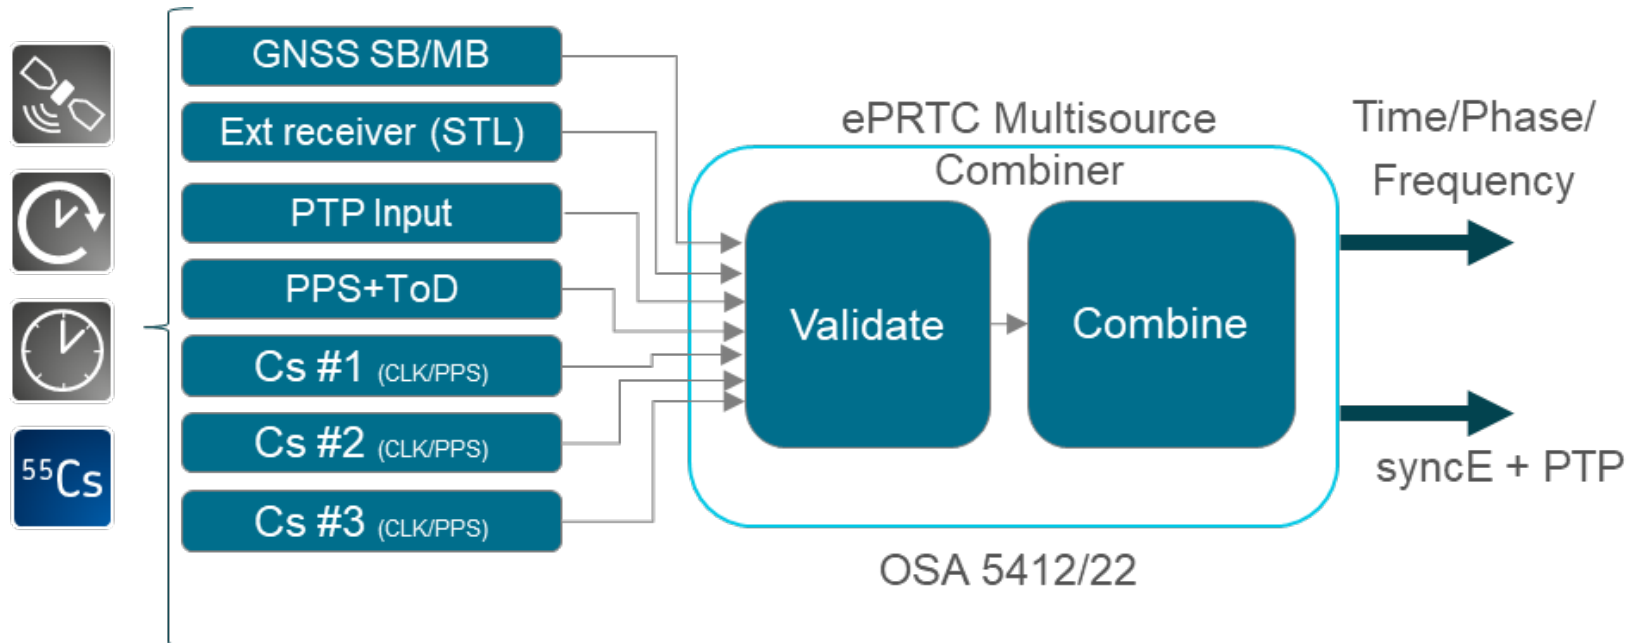 GNSS SB/MB
Ext receiver (STL)
PTP Input
PPS+ToD
Cs #1 (CLK/PPS)
Cs #2 (CLK/PPS)
Cs #3 (CLK/PPS)
⁵⁵Cs
ePRTC Multisource
Combiner
Validate
Combine
OSA 5412/22
Time/Phase/
Frequency
syncE + PTP